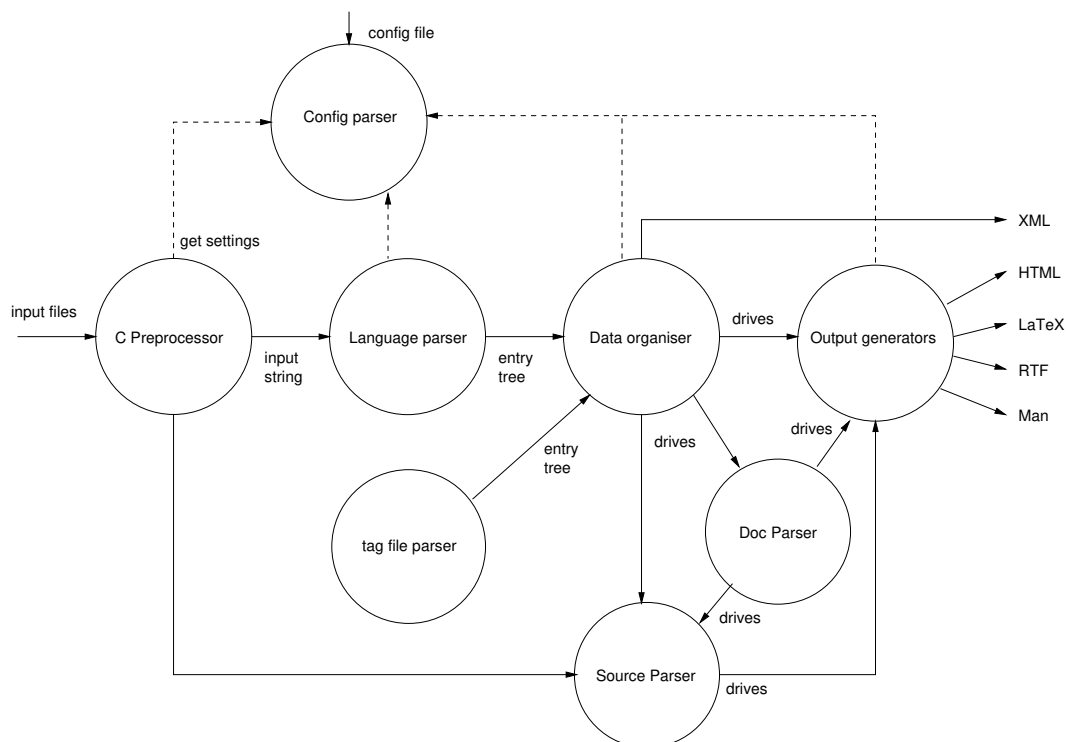 config file
Config parser
get settings
XML
HTML
input files
C Preprocessor
Language parser
Data organiser
drives
Output generators
LaTeX
input
string
entry
tree
RTF
Man
drives
drives
entry
tree
tag file parser
Doc Parser
drives
Source Parser
drives